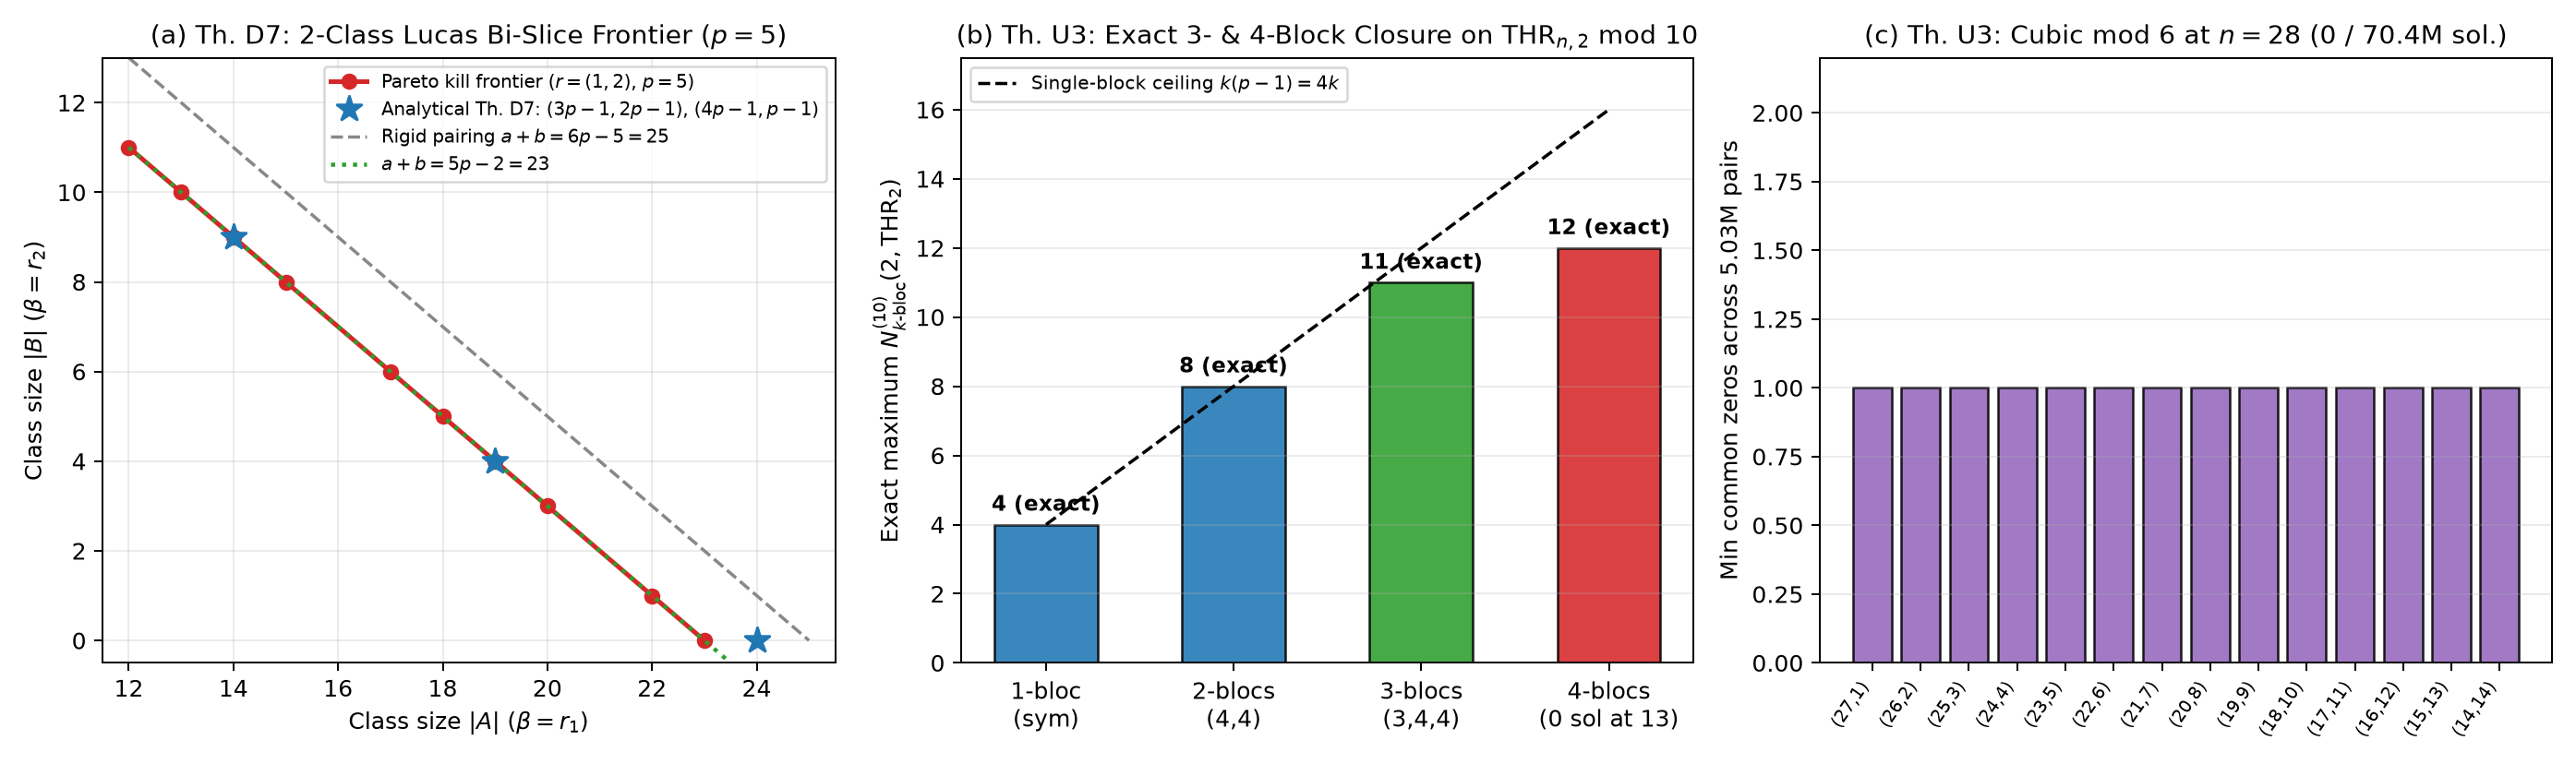 (a) Th. D7: 2-Class Lucas Bi-Slice Frontier (p = 5)
Pareto kill frontier (r = (1, 2), p = 5)
Analytical Th. D7: (3p − 1, 2p − 1), (4p − 1, p − 1)
Rigid pairing a + b = 6p − 5 = 25
a + b = 5p − 2 = 23
Class size |B| (β = r₂)
12
10
8
6
4
2
0
12 14 16 18 20 22 24
Class size |A| (β = r₁)
(b) Th. U3: Exact 3- & 4-Block Closure on THRₙ,₂ mod 10
Single-block ceiling k(p − 1) = 4k
Exact maximum N^{(10)}_{k-bloc}(2, THR₂)
16
14
12
10
8
6
4
2
0
4 (exact)
8 (exact)
11 (exact)
12 (exact)
1-bloc 2-blocs 3-blocs 4-blocs
(sym) (4,4) (3,4,4) (0 sol at 13)
(c) Th. U3: Cubic mod 6 at n = 28 (0 / 70.4M sol.)
Min common zeros across 5.03M pairs
2.00
1.75
1.50
1.25
1.00
0.75
0.50
0.25
0.00
(27,1) (26,2) (25,3) (24,4) (23,5) (22,6) (21,7) (20,8) (19,9) (18,10) (17,11) (16,12) (15,13) (14,14)